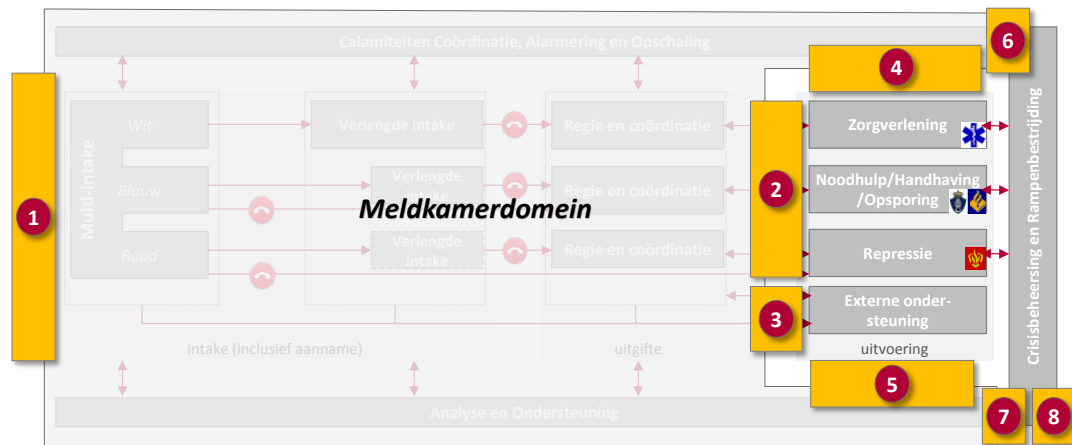 6
Calamiteiten Coördinatie, Alarmering en Opschaling
4
Multi-intake
Wit
Verlengde intake
Regie en coördinatie
Zorgverlening
1
Blauw
Verlengde
intake
Regie en coördinatie
2
Noodhulp/Handhaving
/Opsporing
Meldkamerdomein
Rood
Verlengde
intake
Regie en coördinatie
Repressie
3
Externe onder-
steuning
Crisisbeheersing en Rampenbestrijding
intake (inclusief aanname)
uitgifte
uitvoering
5
Analyse en Ondersteuning
7
8